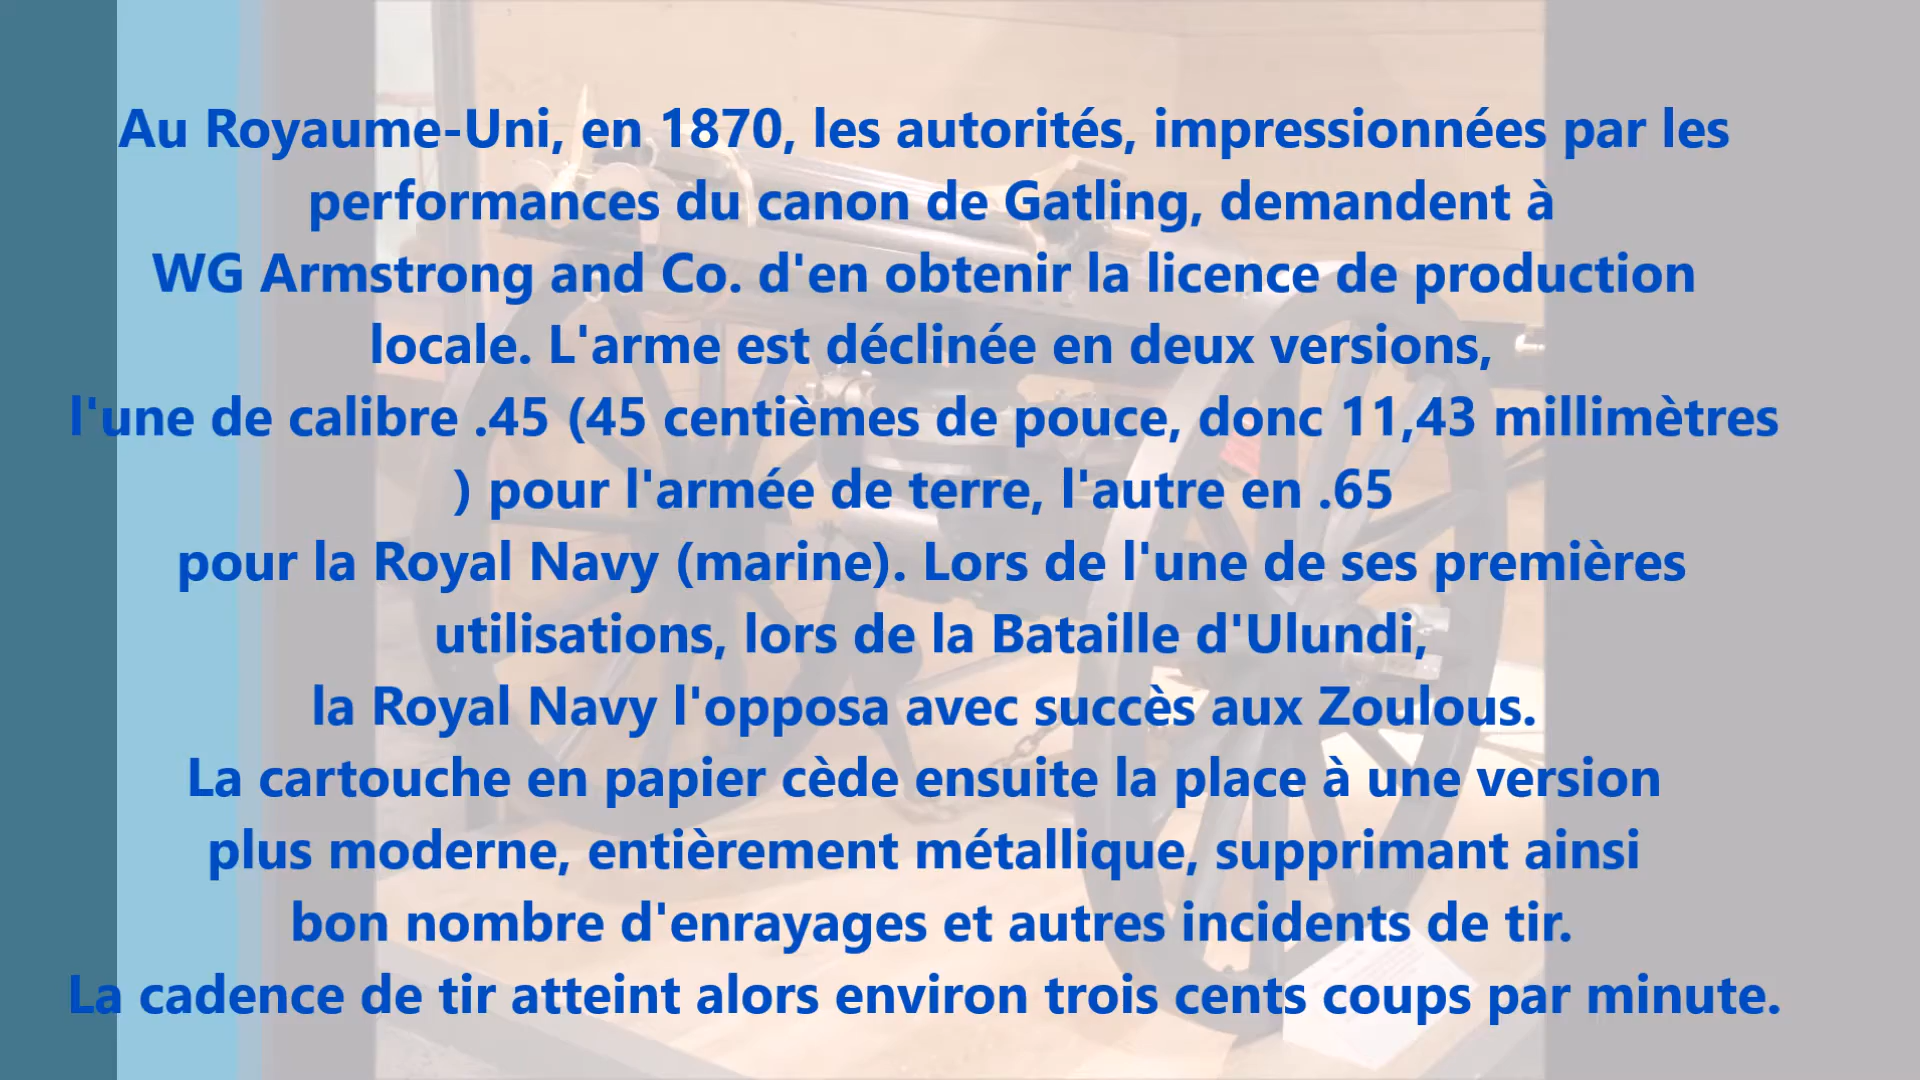 Au Royaume-Uni, en 1870, les autorités, impressionnées par les
performances du canon de Gatling, demandent à
WG Armstrong and Co. d'en obtenir la licence de production
locale. L'arme est déclinée en deux versions,
l'une de calibre .45 (45 centièmes de pouce, donc 11,43 millimètres
) pour l'armée de terre, l'autre en .65
pour la Royal Navy (marine). Lors de l'une de ses premières
utilisations, lors de la Bataille d'Ulundi,
la Royal Navy l'opposa avec succès aux Zoulous.
La cartouche en papier cède ensuite la place à une version
plus moderne, entièrement métallique, supprimant ainsi
bon nombre d'enrayages et autres incidents de tir.
La cadence de tir atteint alors environ trois cents coups par minute.